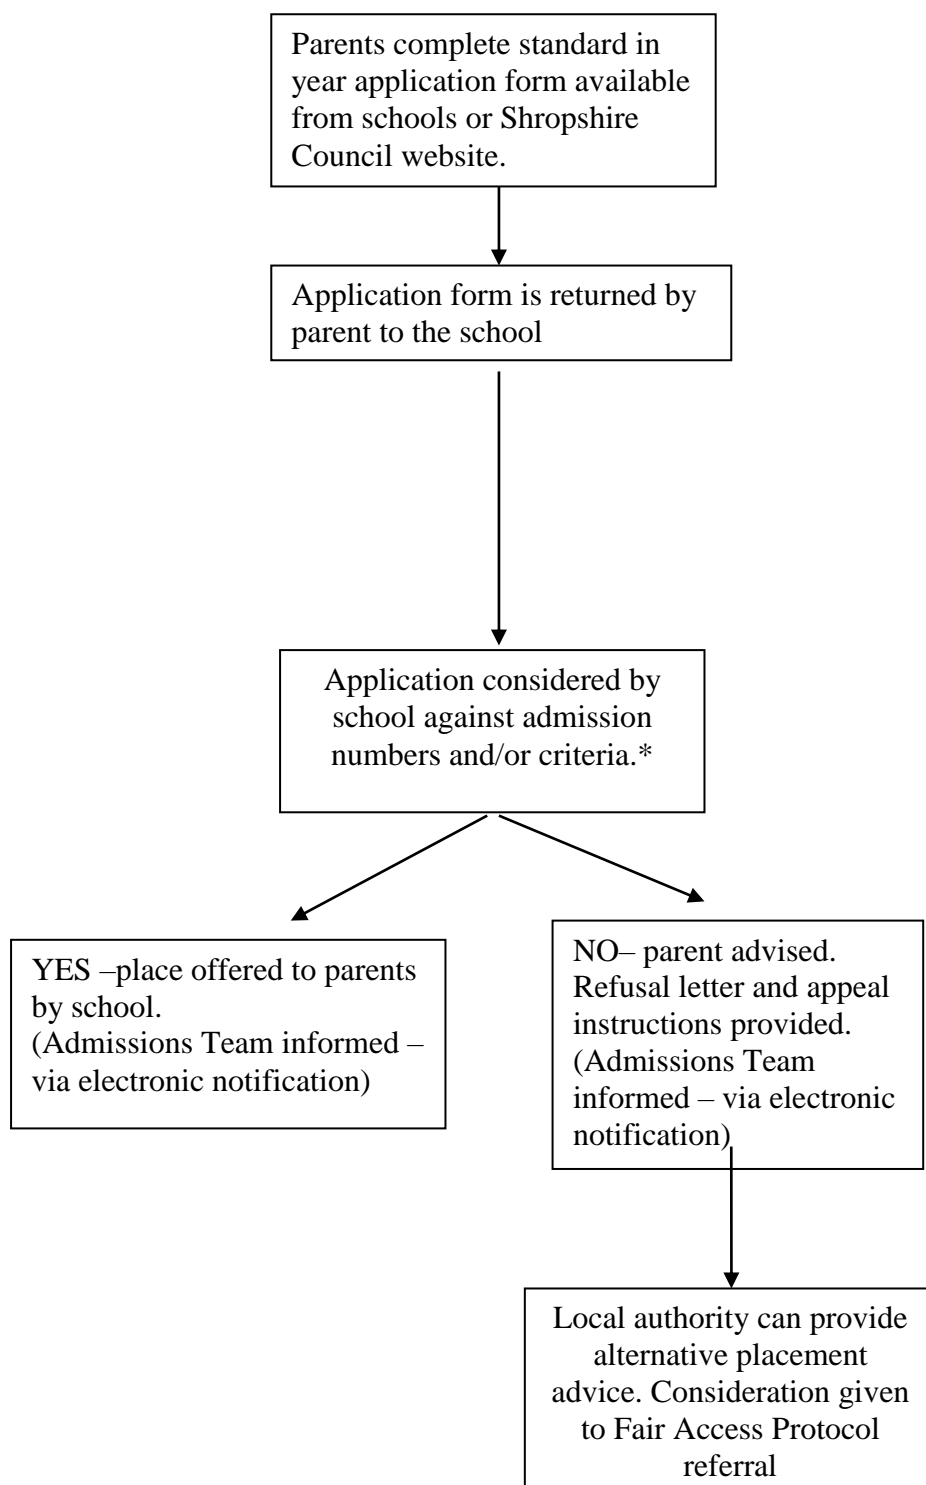 Parents complete standard in
year application form available
from schools or Shropshire
Council website.
Application form is returned by
parent to the school
Application considered by
school against admission
numbers and/or criteria.*
YES –place offered to parents
by school.
(Admissions Team informed –
via electronic notification)
NO– parent advised.
Refusal letter and appeal
instructions provided.
(Admissions Team
informed – via electronic
notification)
Local authority can provide
alternative placement
advice. Consideration given
to Fair Access Protocol
referral